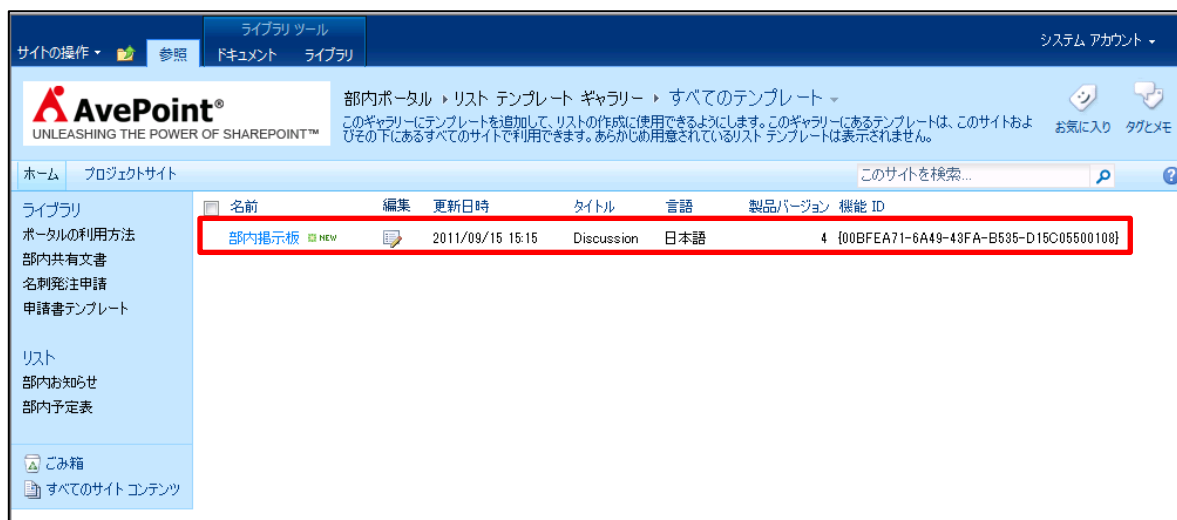 ライブラリ ツール
サイトの操作 参照 ドキュメント ライブラリ システム アカウント
AvePoint®
UNLEASHING THE POWER OF SHAREPOINT™
部内ポータル リスト テンプレート ギャラリー すべてのテンプレート
このギャラリーにテンプレートを追加して、リストの作成に使用できるようにします。このギャラリーにあるテンプレートは、このサイトおよ
びその下にあるすべてのサイトで利用できます。あらかじめ用意されているリスト テンプレートは表示されません。
お気に入り タグとメモ
ホーム プロジェクトサイト このサイトを検索...
ライブラリ
ポータルの利用方法
部内共有文書
名刺発注申請
申請書テンプレート
リスト
部内お知らせ
部内予定表
ごみ箱
すべてのサイト コンテンツ
名前 編集 更新日時 タイトル 言語 製品バージョン 機能 ID
部内掲示板 NEW 2011/09/15 15:15 Discussion 日本語 4 {00BFEA71-6A49-43FA-B535-D15C05500108}